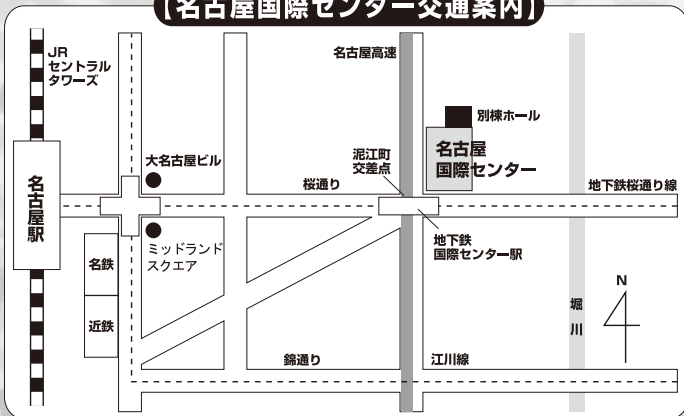 【名古屋国際センター交通案内】
JR
セントラル
タワーズ
名古屋高速
別棟ホール
大名古屋ビル
泥江町
交差点
名古屋
国際センター
名古屋駅
桜通り
地下鉄桜通り線
ミッドランド
スクエア
地下鉄
国際センター駅
名鉄
N
堀川
近鉄
錦通り
江川線